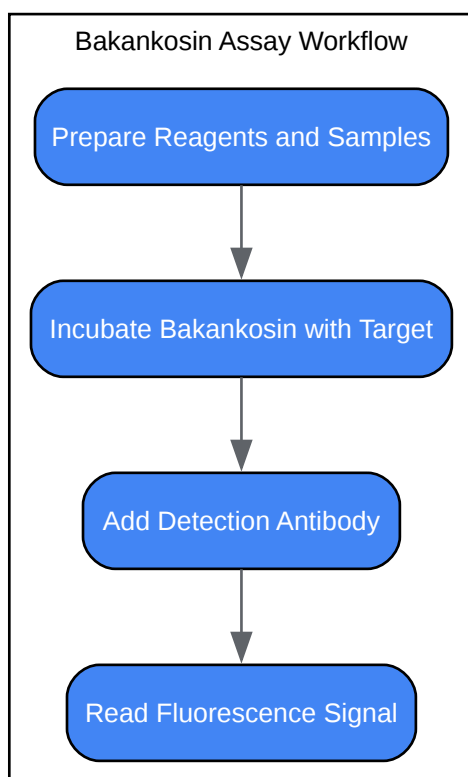 Bakankosin Assay Workflow
Prepare Reagents and Samples
Incubate Bakankosin with Target
Add Detection Antibody
Read Fluorescence Signal